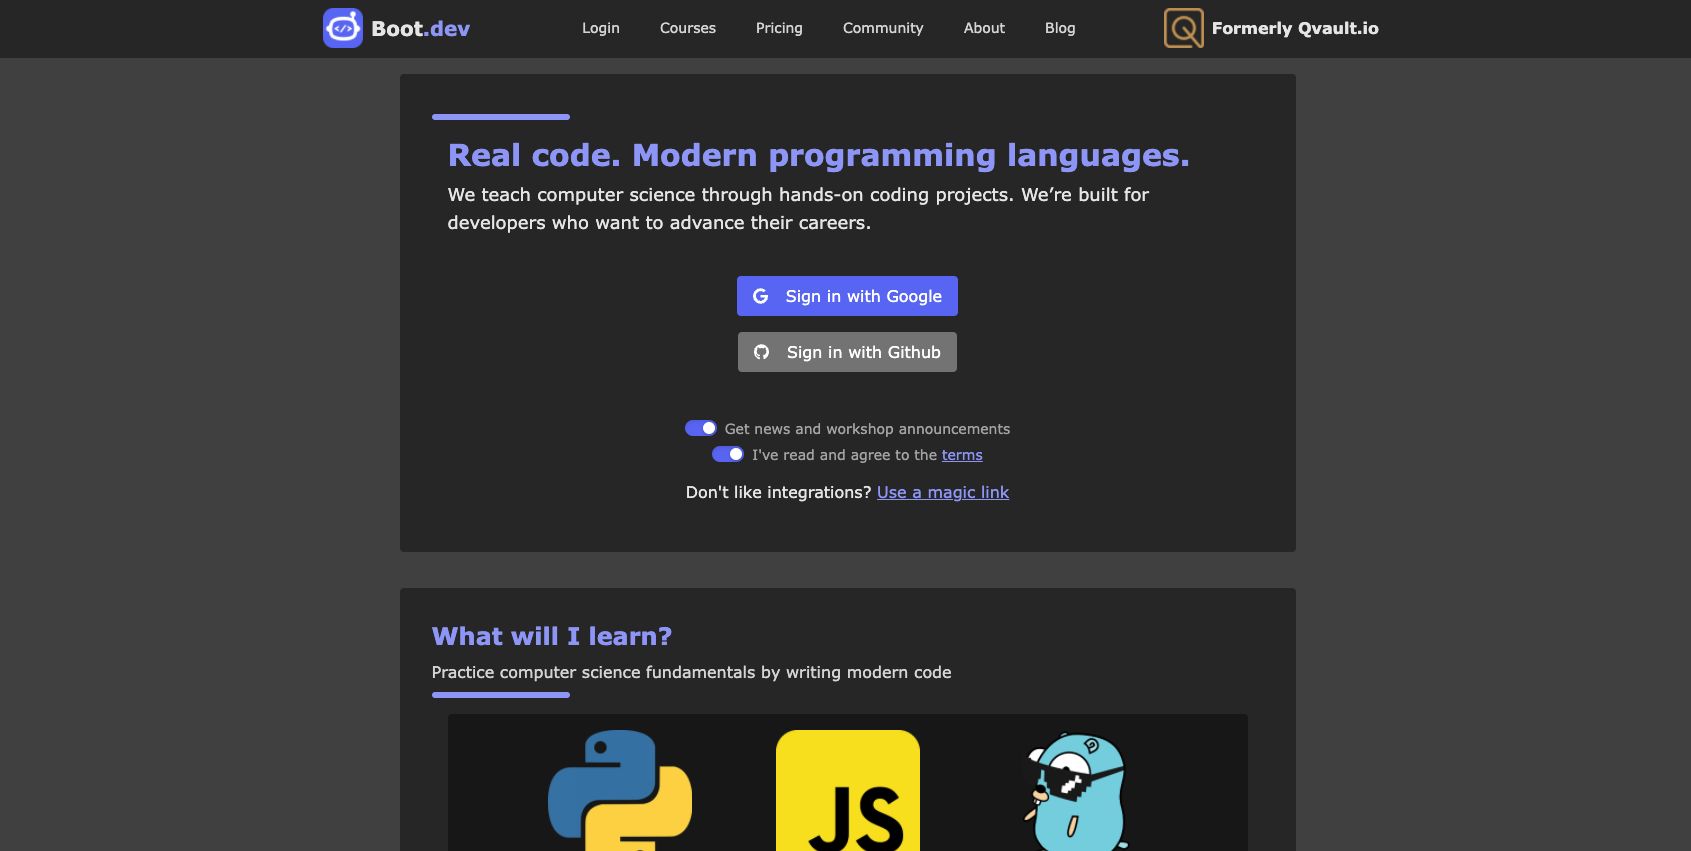 Boot.dev
Login
Courses
Pricing
Community
About
Blog
Formerly Qvault.io
Real code. Modern programming languages.
We teach computer science through hands-on coding projects. We’re built for
developers who want to advance their careers.
Sign in with Google
Sign in with Github
Get news and workshop announcements
I've read and agree to the terms
Don't like integrations? Use a magic link
What will I learn?
Practice computer science fundamentals by writing modern code
JS